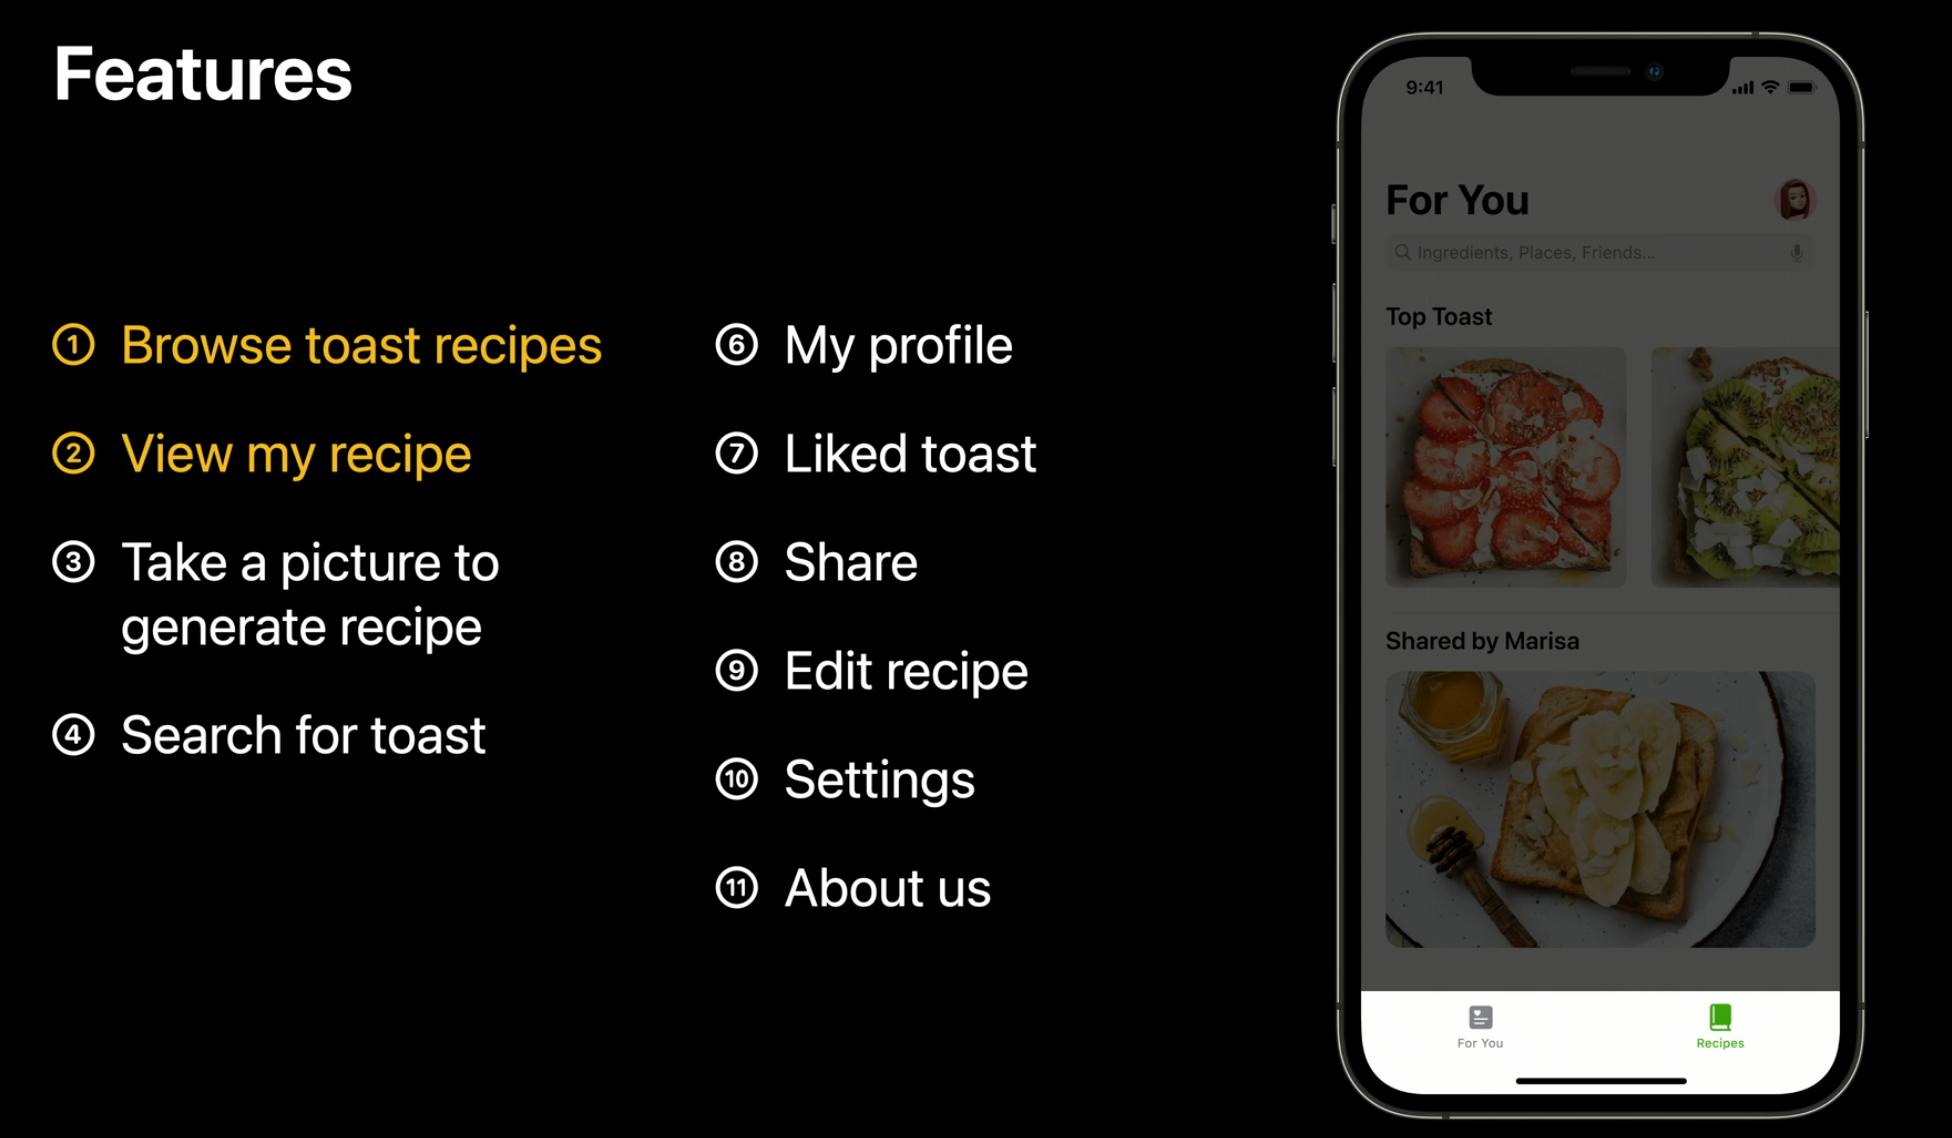 Features
① Browse toast recipes
② View my recipe
③ Take a picture to
generate recipe
④ Search for toast
⑥ My profile
⑦ Liked toast
⑧ Share
⑨ Edit recipe
⑩ Settings
⑪ About us
9:41
For You
Ingredients, Places, Friends...
Top Toast
Shared by Marisa
For You
Recipes